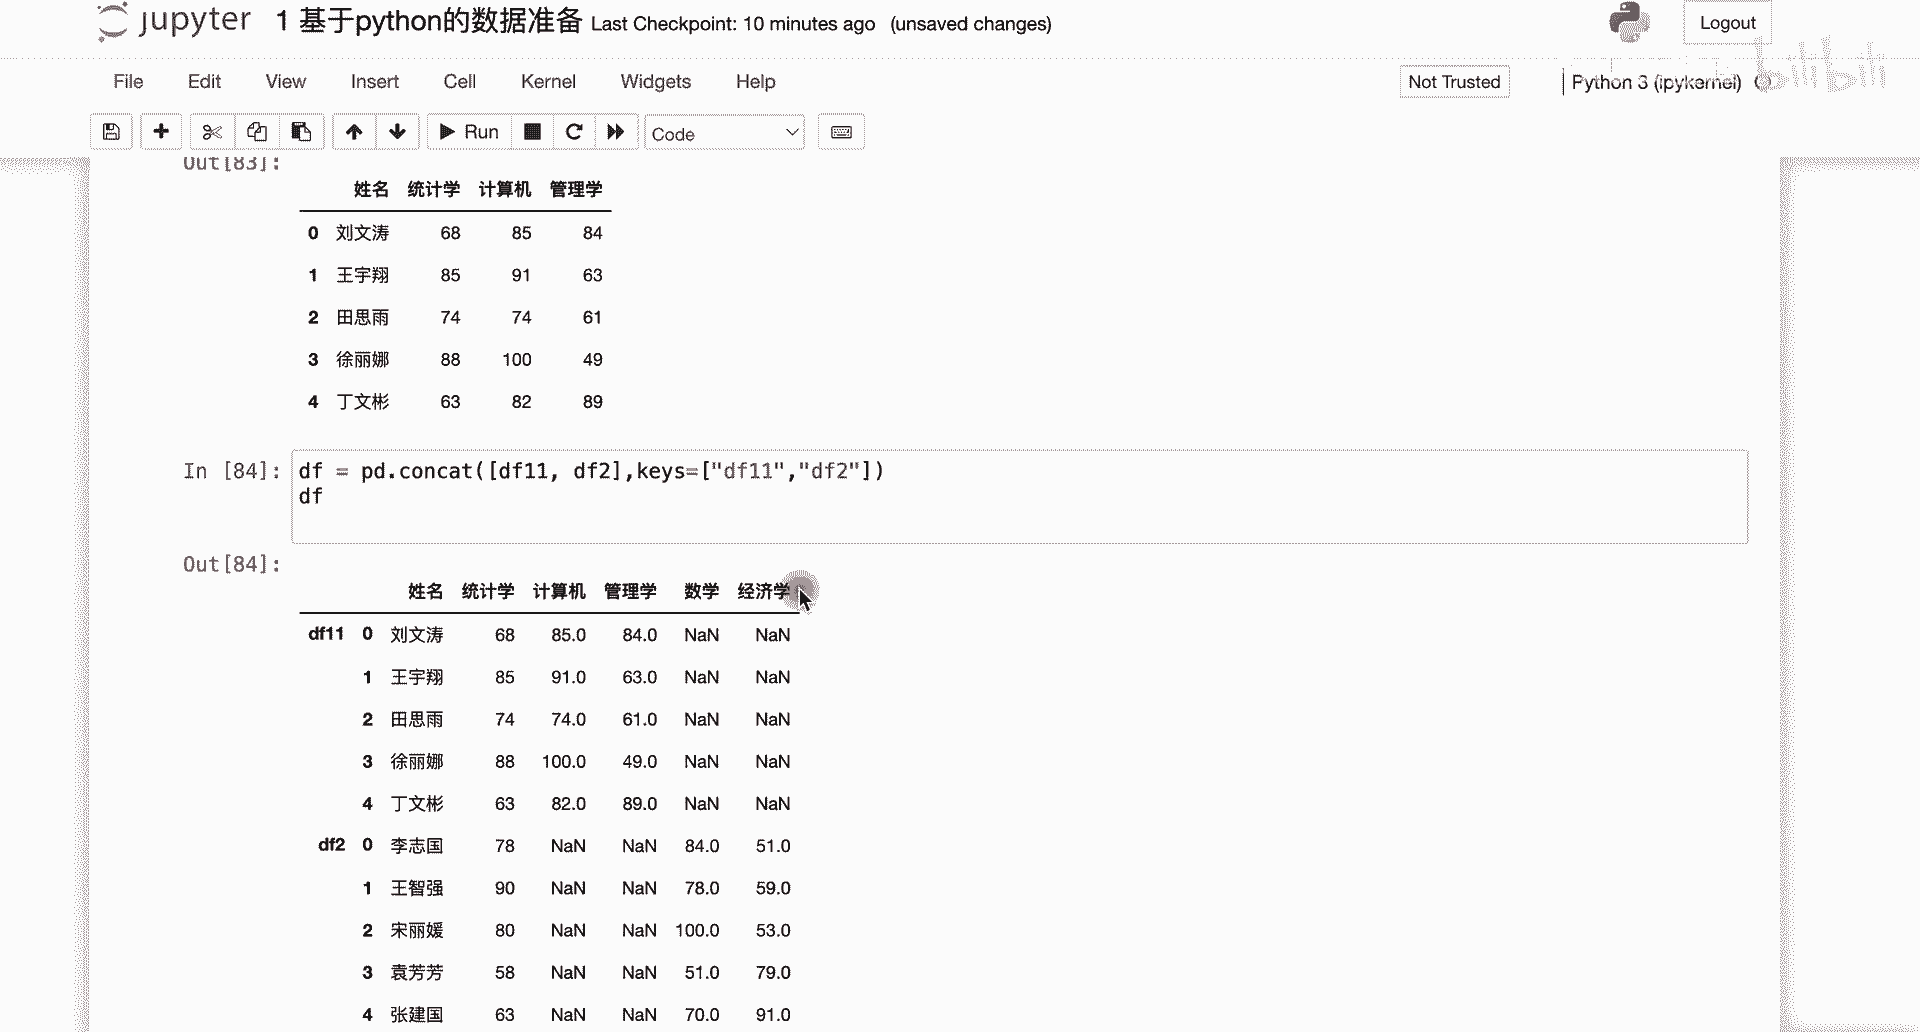 jupyter 1 基于python的数据准备 Last Checkpoint: 10 minutes ago (unsaved changes) Logout
File Edit View Insert Cell Kernel Widgets Help Not Trusted Python 3 (ipykernel) bilibili
Run Code
Out[83]:
姓名 统计学 计算机 管理学
0 刘文涛 68 85 84
1 王宇翔 85 91 63
2 田思雨 74 74 61
3 徐丽娜 88 100 49
4 丁文彬 63 82 89
In [84]: df = pd.concat([df11, df2],keys=["df11","df2"])
df
Out[84]:
姓名 统计学 计算机 管理学 数学 经济学
df11 0 刘文涛 68 85.0 84.0 NaN NaN
1 王宇翔 85 91.0 63.0 NaN NaN
2 田思雨 74 74.0 61.0 NaN NaN
3 徐丽娜 88 100.0 49.0 NaN NaN
4 丁文彬 63 82.0 89.0 NaN NaN
df2 0 李志国 78 NaN NaN 84.0 51.0
1 王智强 90 NaN NaN 78.0 59.0
2 宋丽媛 80 NaN NaN 100.0 53.0
3 袁芳芳 58 NaN NaN 51.0 79.0
4 张建国 63 NaN NaN 70.0 91.0